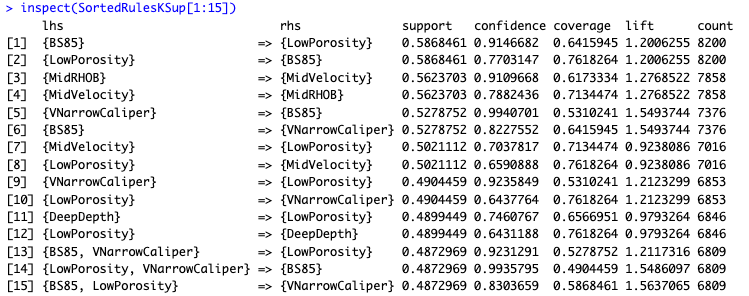 > inspect(SortedRulesKSup[1:15])
lhs rhs support confidence coverage lift count
[1] {BS85} => {LowPorosity} 0.5868461 0.9146682 0.6415945 1.2006255 8200
[2] {LowPorosity} => {BS85} 0.5868461 0.7703147 0.7618264 1.2006255 8200
[3] {MidRHOB} => {MidVelocity} 0.5623703 0.9109668 0.6173334 1.2768522 7858
[4] {MidVelocity} => {MidRHOB} 0.5623703 0.7882436 0.7134474 1.2768522 7858
[5] {VNarrowCaliper} => {BS85} 0.5278752 0.9940701 0.5310241 1.5493744 7376
[6] {BS85} => {VNarrowCaliper} 0.5278752 0.8227552 0.6415945 1.5493744 7376
[7] {MidVelocity} => {LowPorosity} 0.5021112 0.7037817 0.7134474 0.9238086 7016
[8] {LowPorosity} => {MidVelocity} 0.5021112 0.6590888 0.7618264 0.9238086 7016
[9] {VNarrowCaliper} => {LowPorosity} 0.4904459 0.9235849 0.5310241 1.2123299 6853
[10] {LowPorosity} => {VNarrowCaliper} 0.4904459 0.6437764 0.7618264 1.2123299 6853
[11] {DeepDepth} => {LowPorosity} 0.4899449 0.7460767 0.6566951 0.9793264 6846
[12] {LowPorosity} => {DeepDepth} 0.4899449 0.6431188 0.7618264 0.9793264 6846
[13] {BS85, VNarrowCaliper} => {LowPorosity} 0.4872969 0.9231291 0.5278752 1.2117316 6809
[14] {LowPorosity, VNarrowCaliper} => {BS85} 0.4872969 0.9935795 0.4904459 1.5486097 6809
[15] {BS85, LowPorosity} => {VNarrowCaliper} 0.4872969 0.8303659 0.5868461 1.5637065 6809